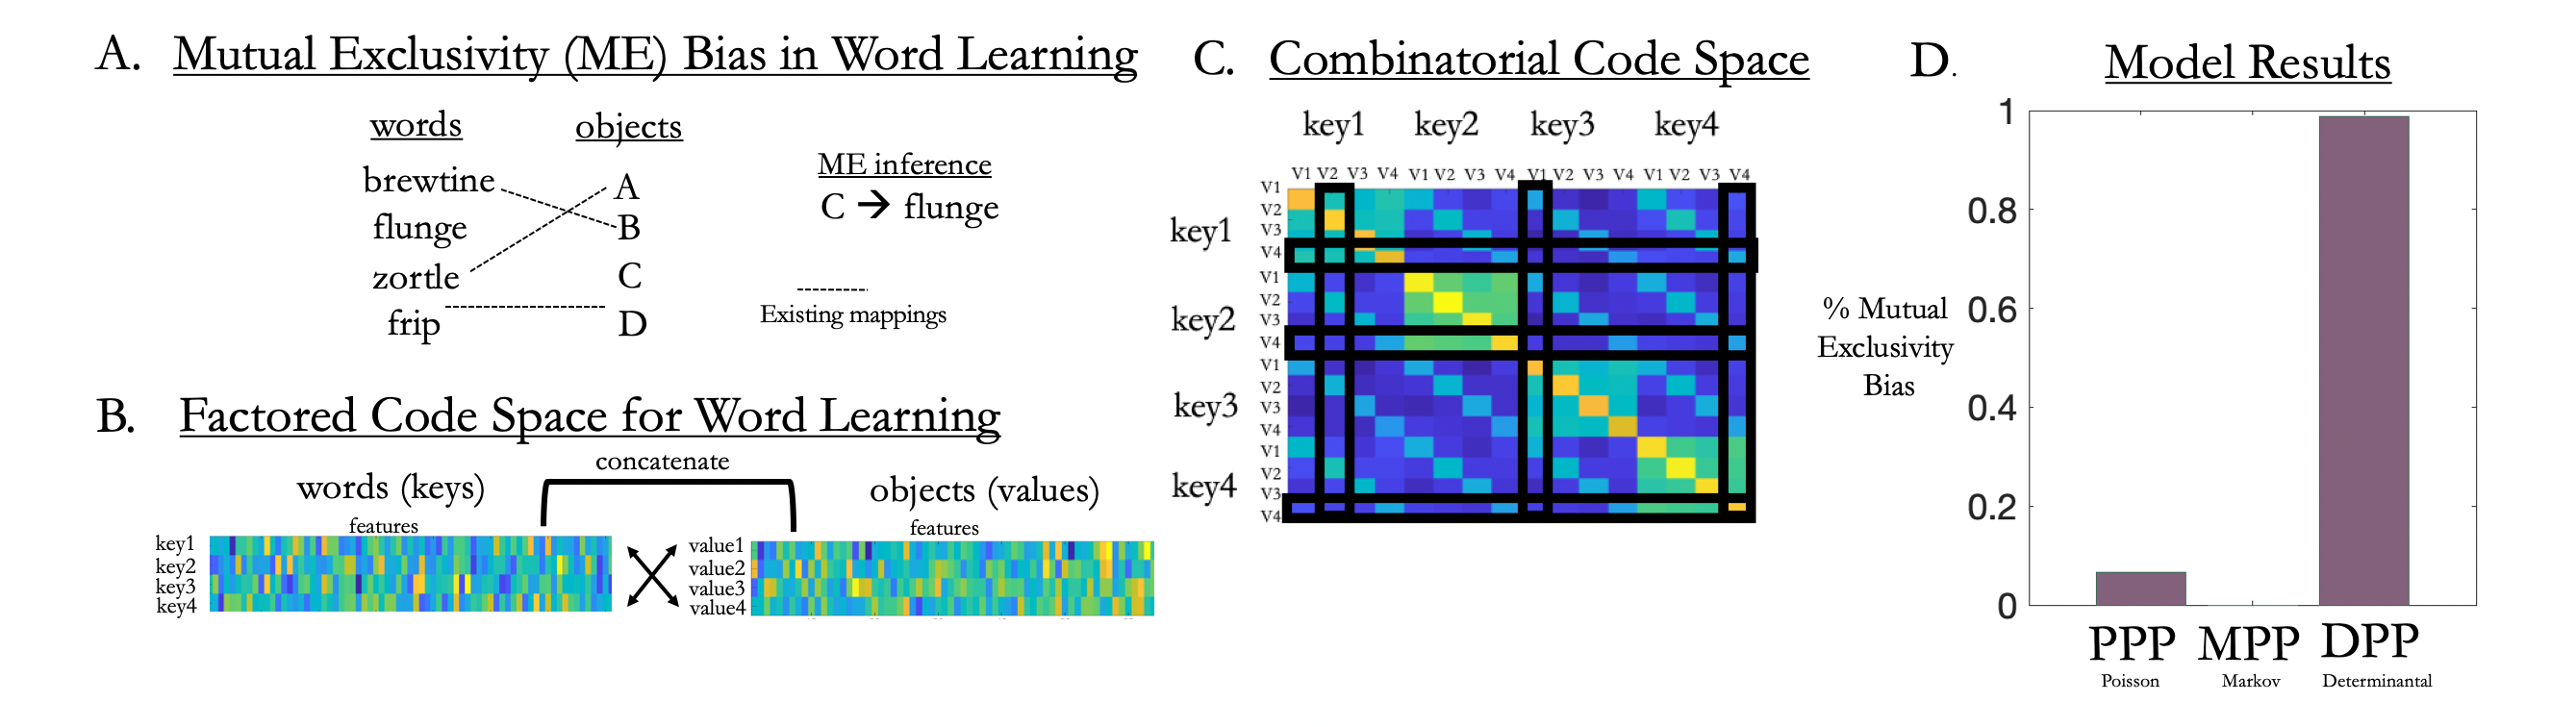 A. Mutual Exclusivity (ME) Bias in Word Learning
words objects
brewtine A
flunge B
zortle C
frip D
ME inference
C → flunge
Existing mappings
B. Factored Code Space for Word Learning
concatenate
words (keys) objects (values)
features features
key1 value1
key2 value2
key3 value3
key4 value4
C. Combinatorial Code Space
key1 key2 key3 key4
V1 V2 V3 V4 V1 V2 V3 V4 V1 V2 V3 V4 V1 V2 V3 V4
key1
V1
V2
V3
V4
key2
V1
V2
V3
V4
key3
V1
V2
V3
V4
key4
V1
V2
V3
V4
D. Model Results
% Mutual
Exclusivity
Bias
1
0.8
0.6
0.4
0.2
0
PPP MPP DPP
Poisson Markov Determinantal